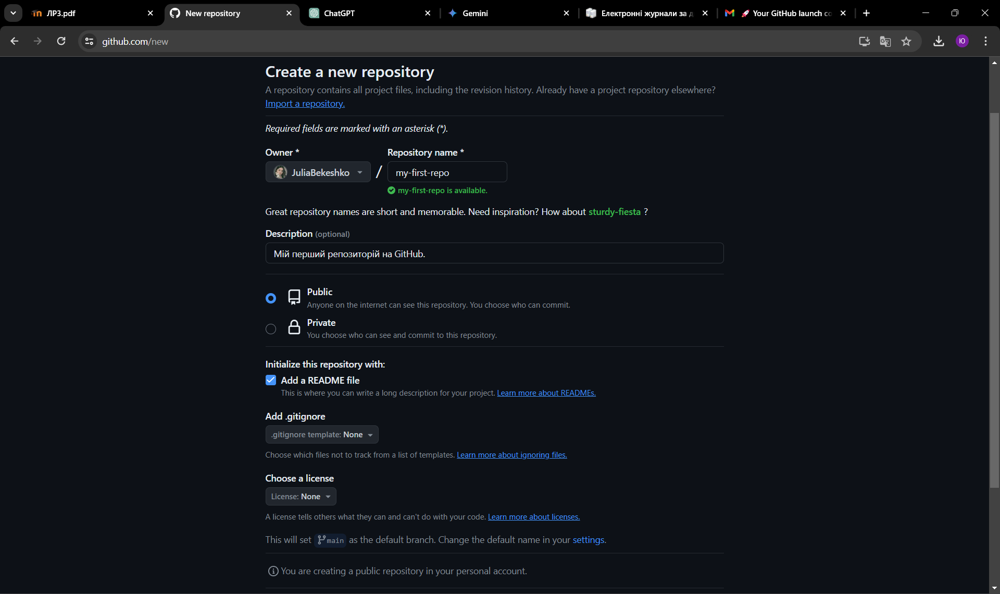 ЛР3.pdf
New repository
ChatGPT
Gemini
Електронні журнали за д
🚀 Your GitHub launch co
github.com/new
Ю
Create a new repository
A repository contains all project files, including the revision history. Already have a project repository elsewhere?
Import a repository.
Required fields are marked with an asterisk (*).
Owner *
Repository name *
JuliaBekeshko
/
my-first-repo
my-first-repo is available.
Great repository names are short and memorable. Need inspiration? How about sturdy-fiesta ?
Description (optional)
Мій перший репозиторій на GitHub.
Public
Anyone on the internet can see this repository. You choose who can commit.
Private
You choose who can see and commit to this repository.
Initialize this repository with:
Add a README file
This is where you can write a long description for your project. Learn more about READMEs.
Add .gitignore
.gitignore template: None
Choose which files not to track from a list of templates. Learn more about ignoring files.
Choose a license
License: None
A license tells others what they can and can't do with your code. Learn more about licenses.
This will set main as the default branch. Change the default name in your settings.
You are creating a public repository in your personal account.